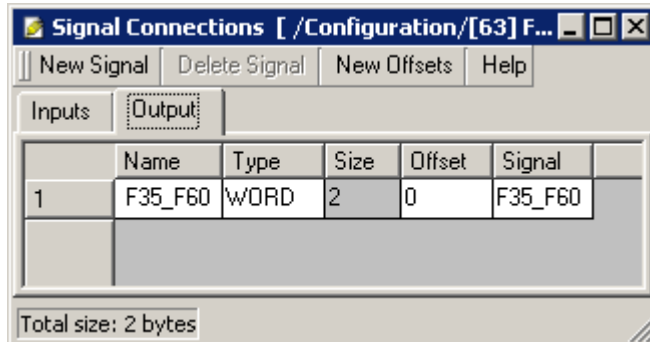 Signal Connections [ /Configuration/[63] F...
New Signal Delete Signal New Offsets Help
Inputs Output
Name Type Size Offset Signal
1 F35_F60 WORD 2 0 F35_F60
Total size: 2 bytes